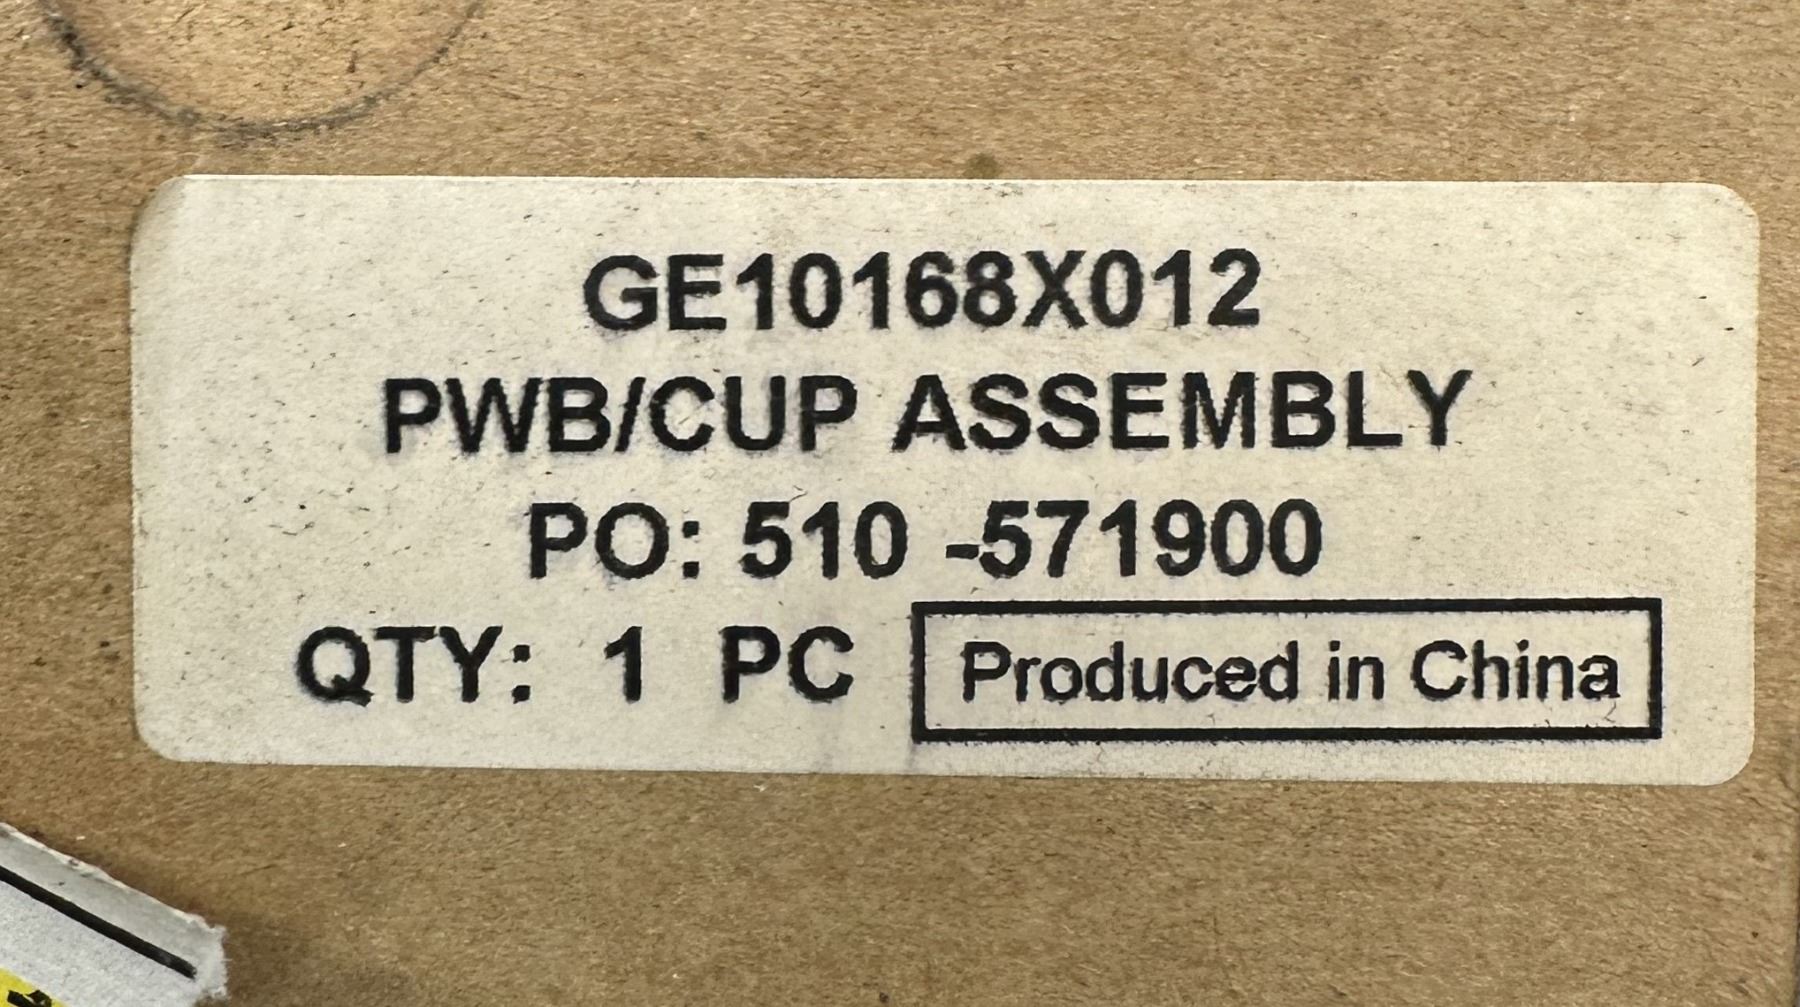 GE10168X012
PWB/CUP ASSEMBLY
PO: 510 -571900
QTY: 1 PC Produced in China